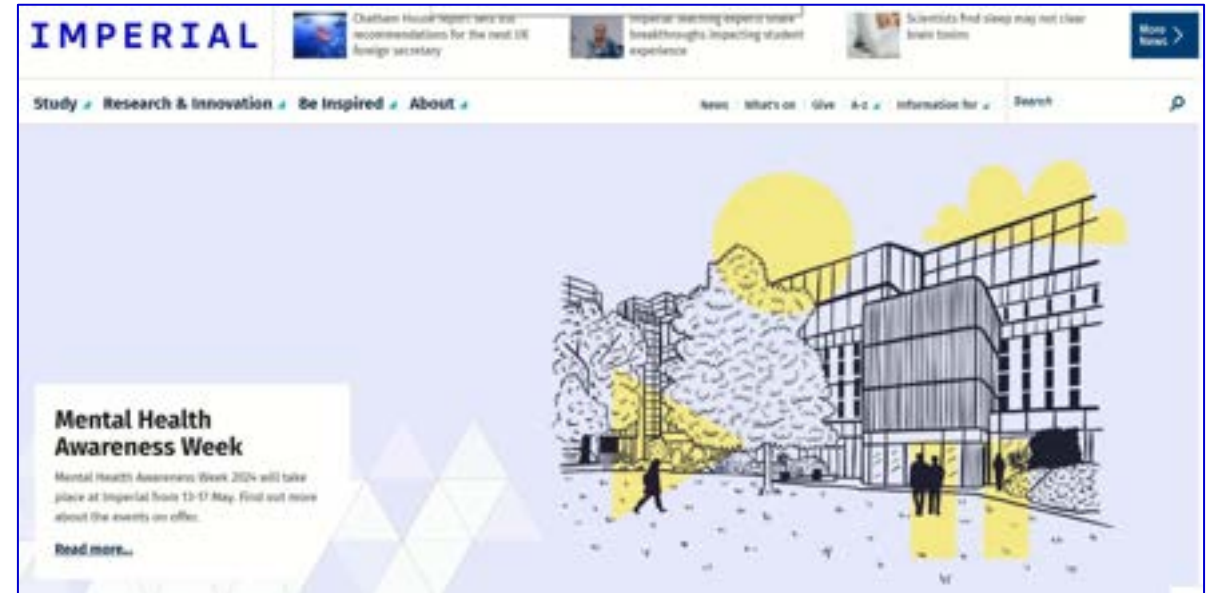 IMPERIAL
Chatham House report sets out
recommendations for the next UK
foreign secretary
Imperial teaching experts share
breakthroughs impacting student
experience
Scientists find sleep may not clear
brain toxins
More
News
Study Research & Innovation Be Inspired About
News What's on Give A-Z Information for Search
Mental Health
Awareness Week
Mental Health Awareness Week 2024 will take
place at Imperial from 13-17 May. Find out more
about the events on offer.
Read more...